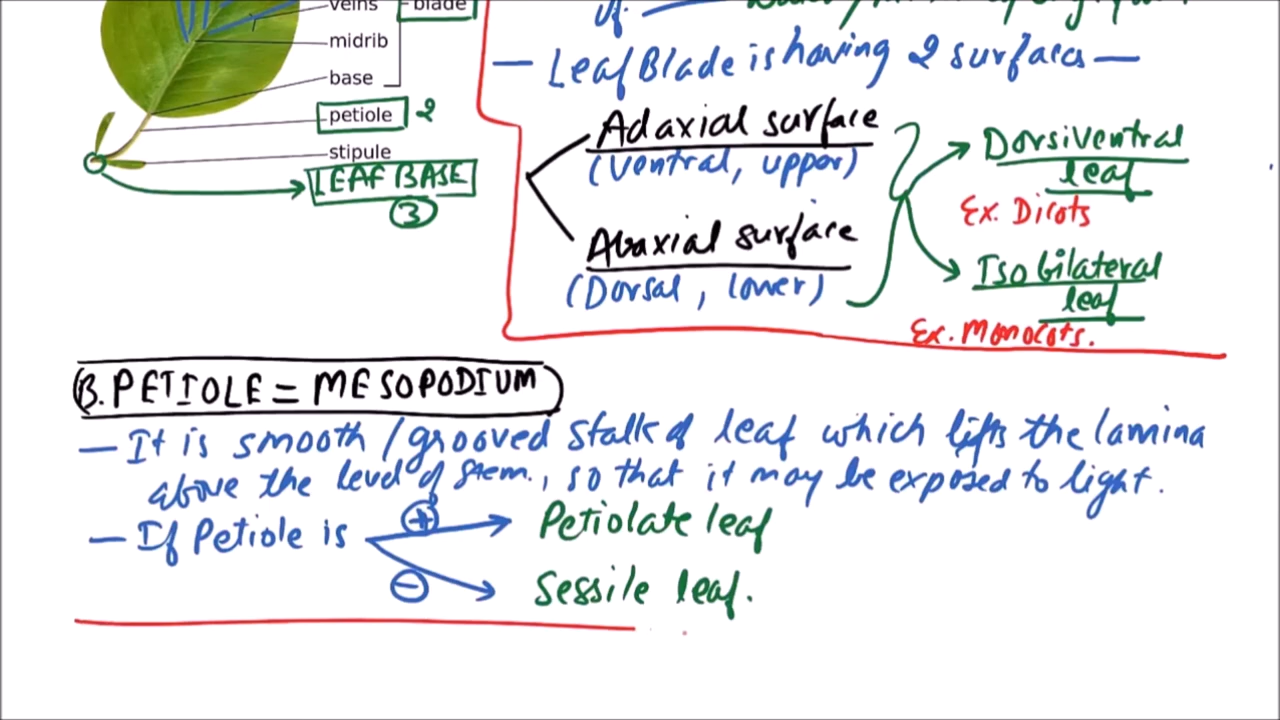 veins
blade
midrib
base
petiole 2
stipule
LEAF BASE
3
— Leaf Blade is having 2 surfaces —
Adaxial surface
(Ventral, upper)
Abaxial surface
(Dorsal, lower)
Dorsiventral
leaf
Ex. Dicots
Isobilateral
leaf
Ex. Monocots.
B. PETIOLE = MESOPODIUM
— It is smooth / grooved stalk of leaf which lifts the lamina
above the level of stem., so that it may be exposed to light.
— If Petiole is
+ Petiolate leaf
- Sessile leaf.